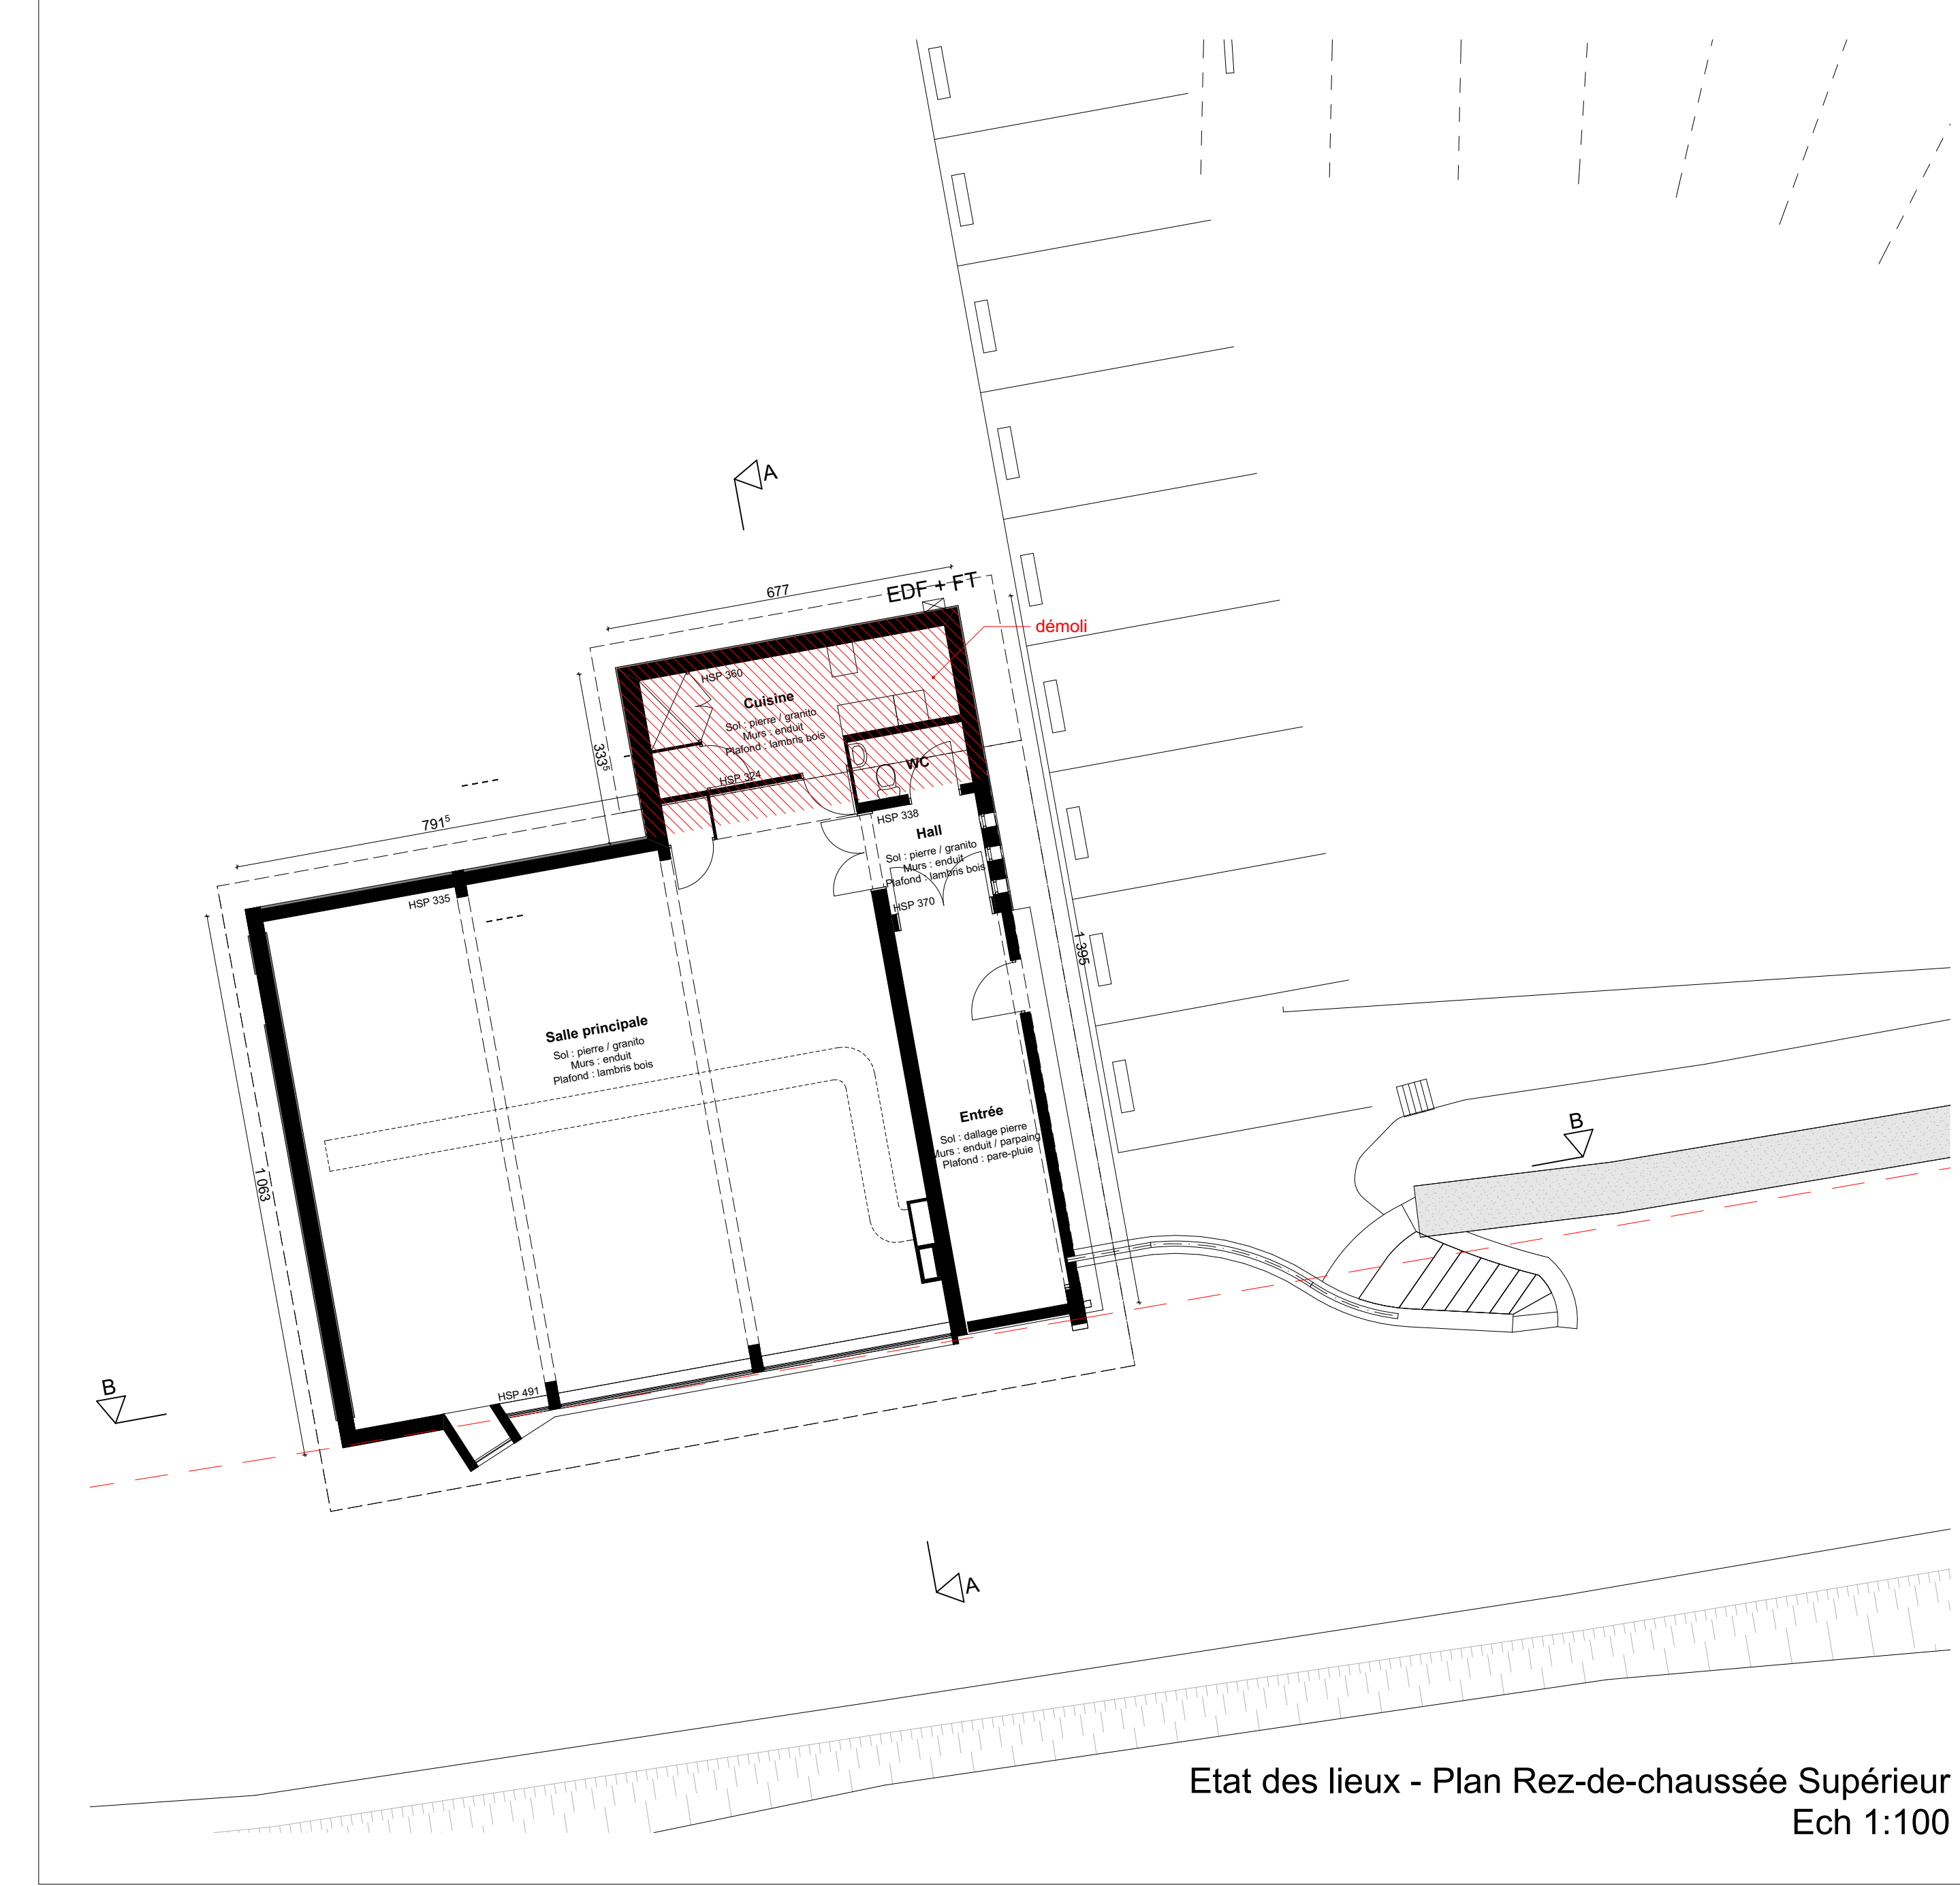 A
677
EDF + FT
démoli
HSP 360
Cuisine
Sol : pierre / granito
Murs : enduit
Plafond : lambris bois
333⁵
HSP 324
WC
791⁵
HSP 338
Hall
Sol : pierre / granito
Murs : enduit
Plafond : lambris bois
HSP 335
HSP 370
1 395
Salle principale
Sol : pierre / granito
Murs : enduit
Plafond : lambris bois
Entrée
Sol : dallage pierre
Murs : enduit / parpaing
Plafond : pare-pluie
B
1 063
B
HSP 491
A
Etat des lieux - Plan Rez-de-chaussée Supérieur
Ech 1:100